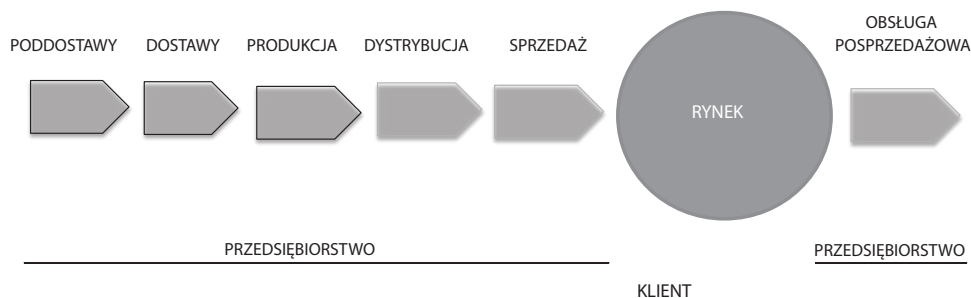 PODDOSTAWY
DOSTAWY
PRODUKCJA
DYSTRYBUCJA
SPRZEDAŻ
OBSŁUGA
POSPRZEDAŻOWA
RYNEK
PRZEDSIĘBIORSTWO
PRZEDSIĘBIORSTWO
KLIENT